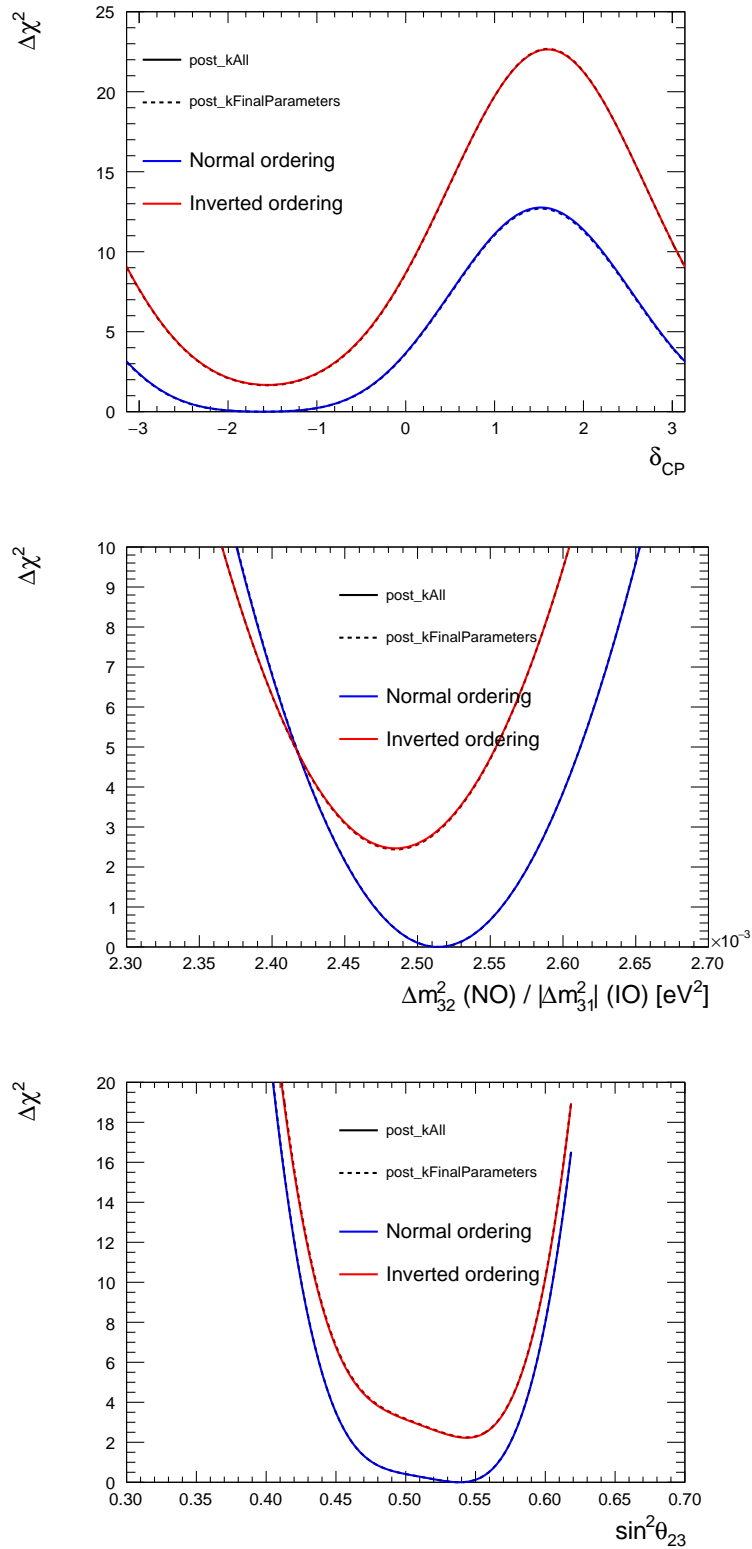 Δχ²
25
20
15
10
5
0
post_kAll
post_kFinalParameters
Normal ordering
Inverted ordering
−3 −2 −1 0 1 2 3
δCP
Δχ²
10
9
8
7
6
5
4
3
2
1
0
post_kAll
post_kFinalParameters
Normal ordering
Inverted ordering
×10⁻³
2.30 2.40 2.45 2.50 2.55 2.60 2.65 2.70
Δm²₃₂ (NO) / |Δm²₃₁| (IO) [eV²]
Δχ²
20
18
16
14
12
10
8
6
4
2
0
post_kAll
post_kFinalParameters
Normal ordering
Inverted ordering
0.30 0.40 0.45 0.50 0.55 0.60 0.65 0.70
sin²θ₂₃